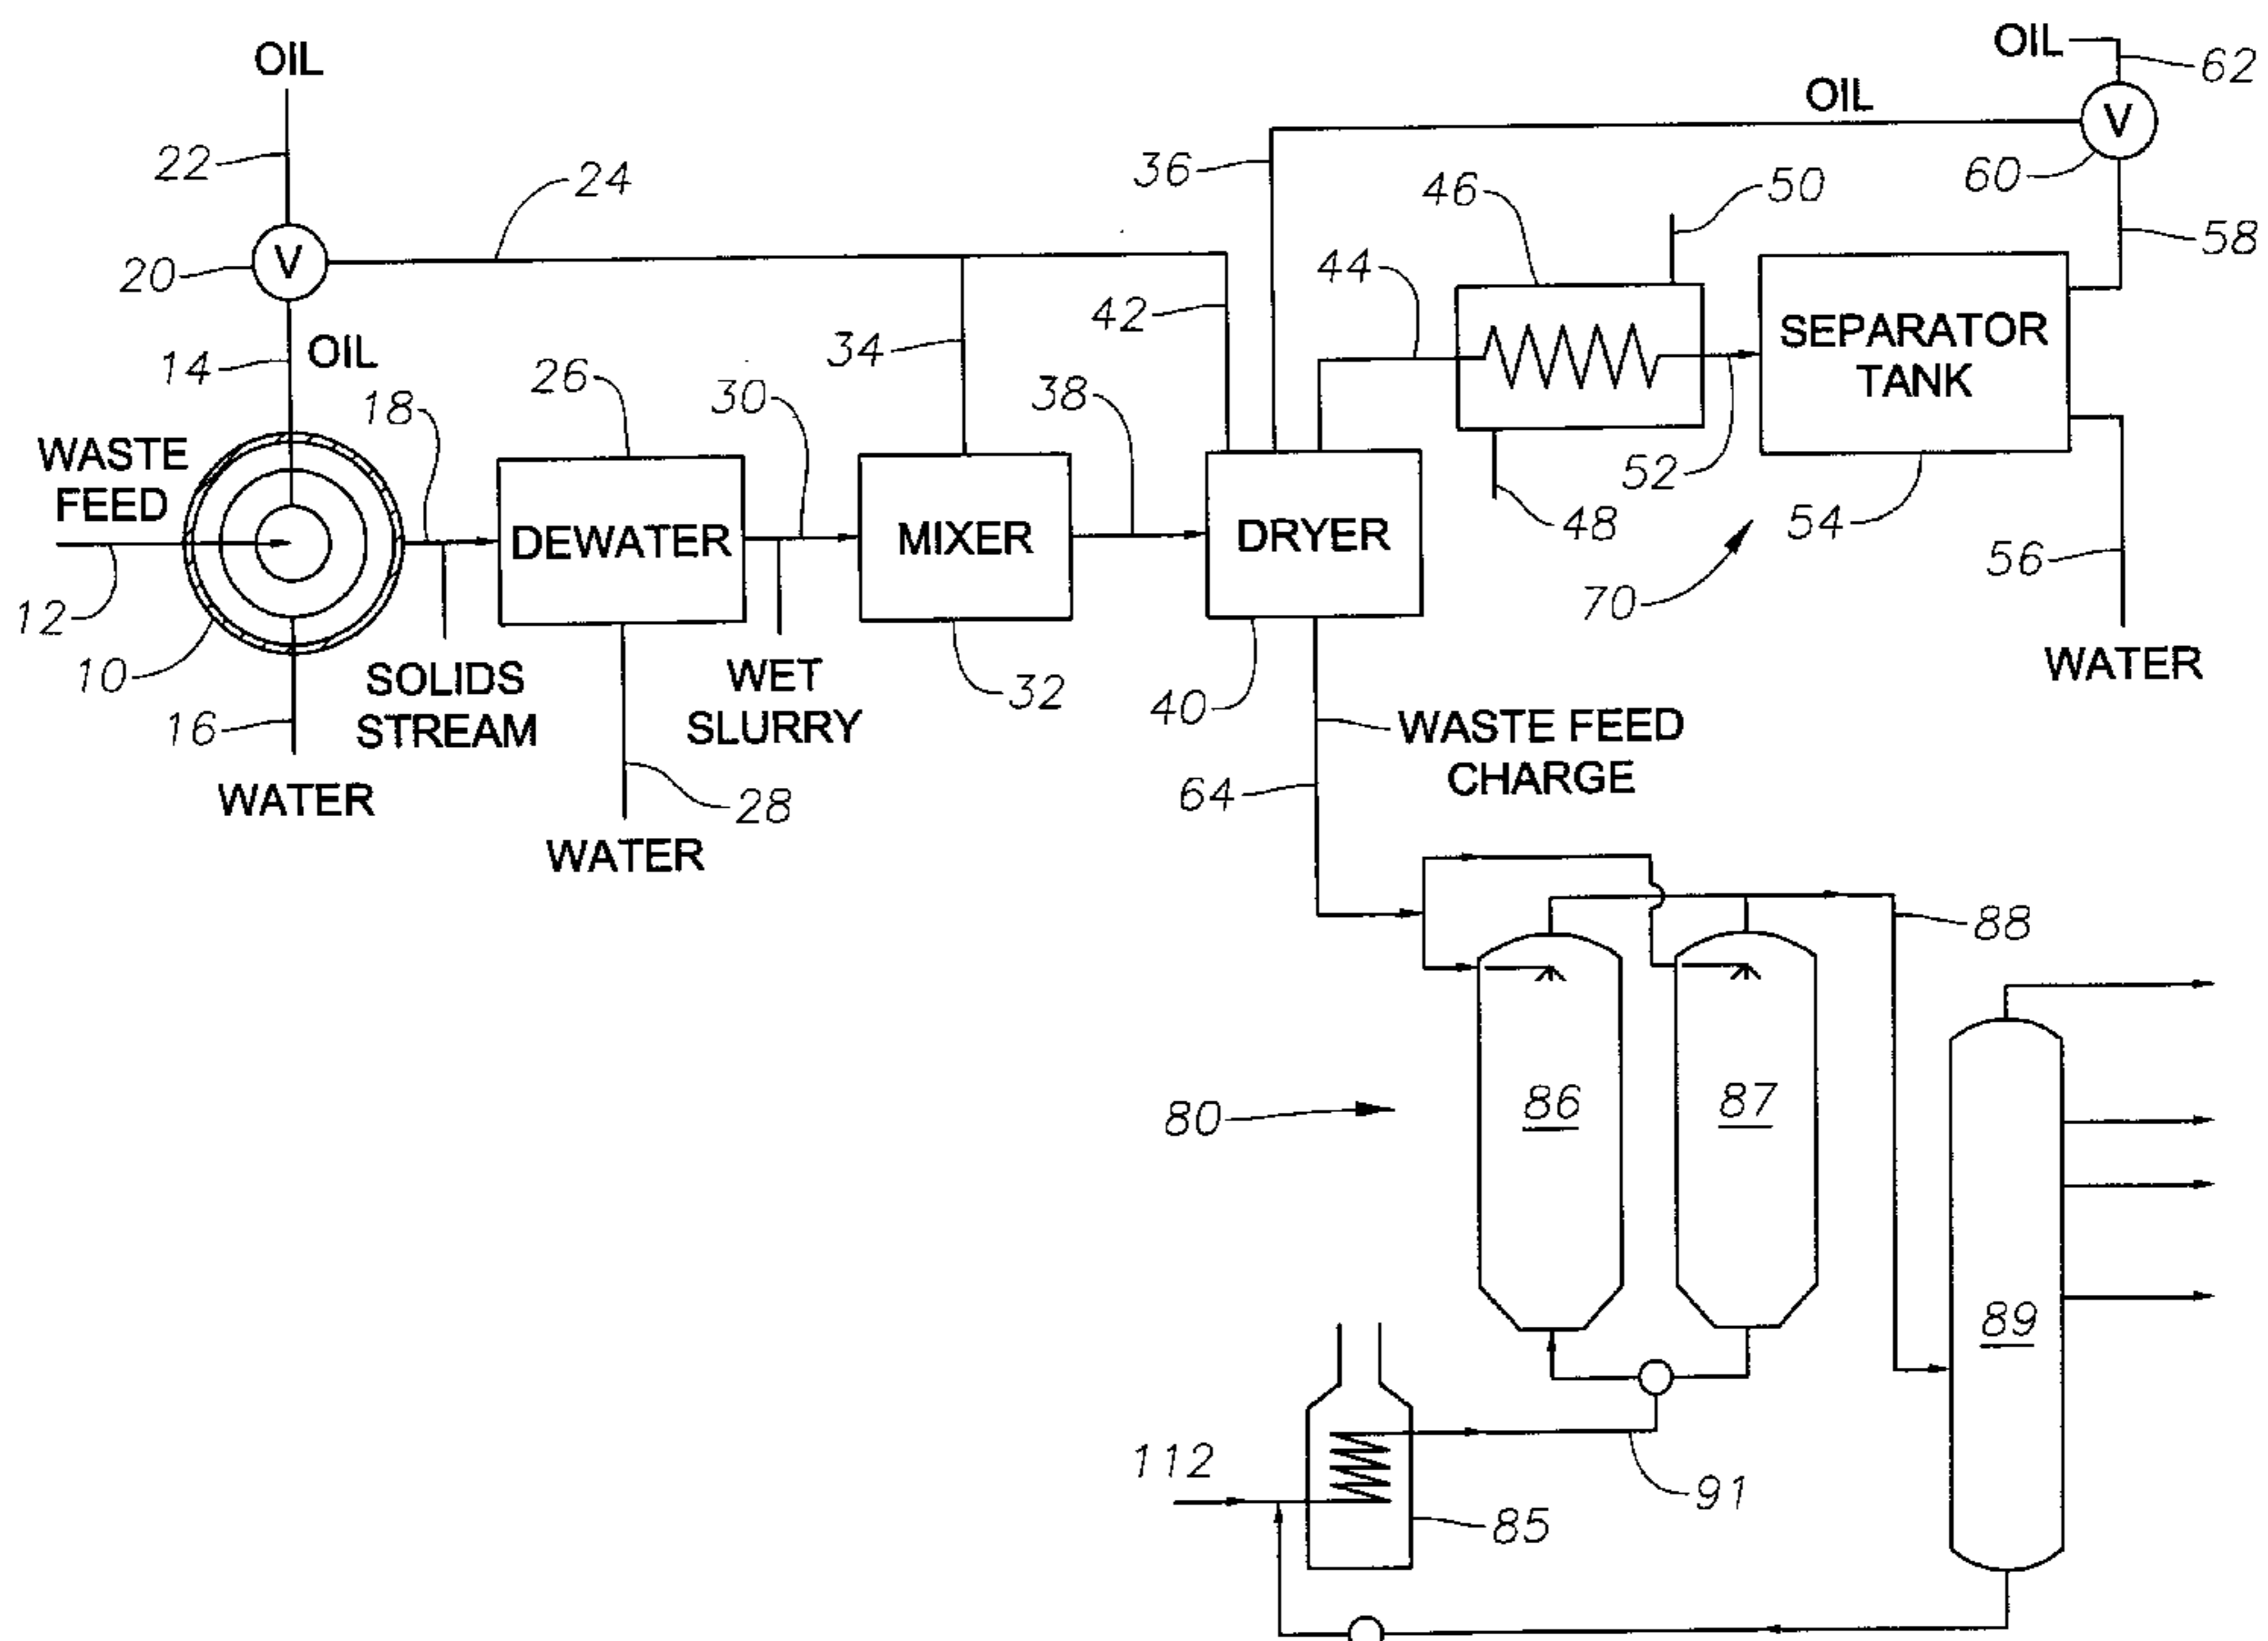 OIL
62
OIL
OIL
V
22
24
36
46
50
60
58
V
20
44
42
14
OIL
34
SEPARATOR
TANK
26
30
38
18
WASTE
FEED
52
48
54
DEWATER
MIXER
DRYER
56
12
70
10
SOLIDS
STREAM
WET
SLURRY
32
40
WATER
16
WASTE FEED
CHARGE
WATER
28
64
WATER
88
80
86
87
89
112
91
85